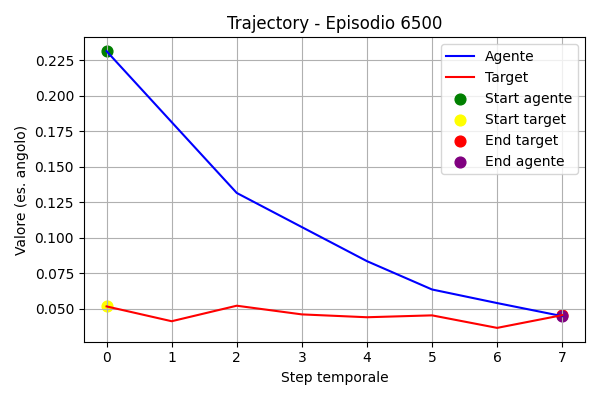 Trajectory - Episodio 6500
Valore (es. angolo)
0.225
0.200
0.175
0.150
0.125
0.100
0.075
0.050
0 1 2 3 4 5 6 7
Step temporale
Agente
Target
Start agente
Start target
End target
End agente